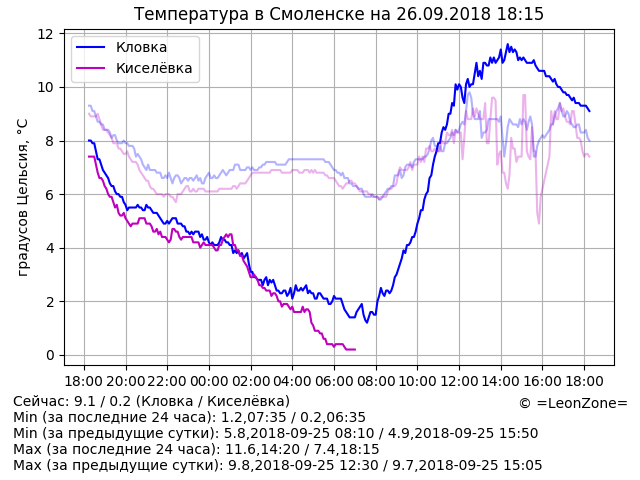 Температура в Смоленске на 26.09.2018 18:15
12
10
8
6
4
2
0
градусов Цельсия, °C
Кловка
Киселёвка
18:00 20:00 22:00 00:00 02:00 04:00 06:00 08:00 10:00 12:00 14:00 16:00 18:00
Сейчас: 9.1 / 0.2 (Кловка / Киселёвка)
© =LeonZone=
Min (за последние 24 часа): 1.2,07:35 / 0.2,06:35
Min (за предыдущие сутки): 5.8,2018-09-25 08:10 / 4.9,2018-09-25 15:50
Max (за последние 24 часа): 11.6,14:20 / 7.4,18:15
Max (за предыдущие сутки): 9.8,2018-09-25 12:30 / 9.7,2018-09-25 15:05